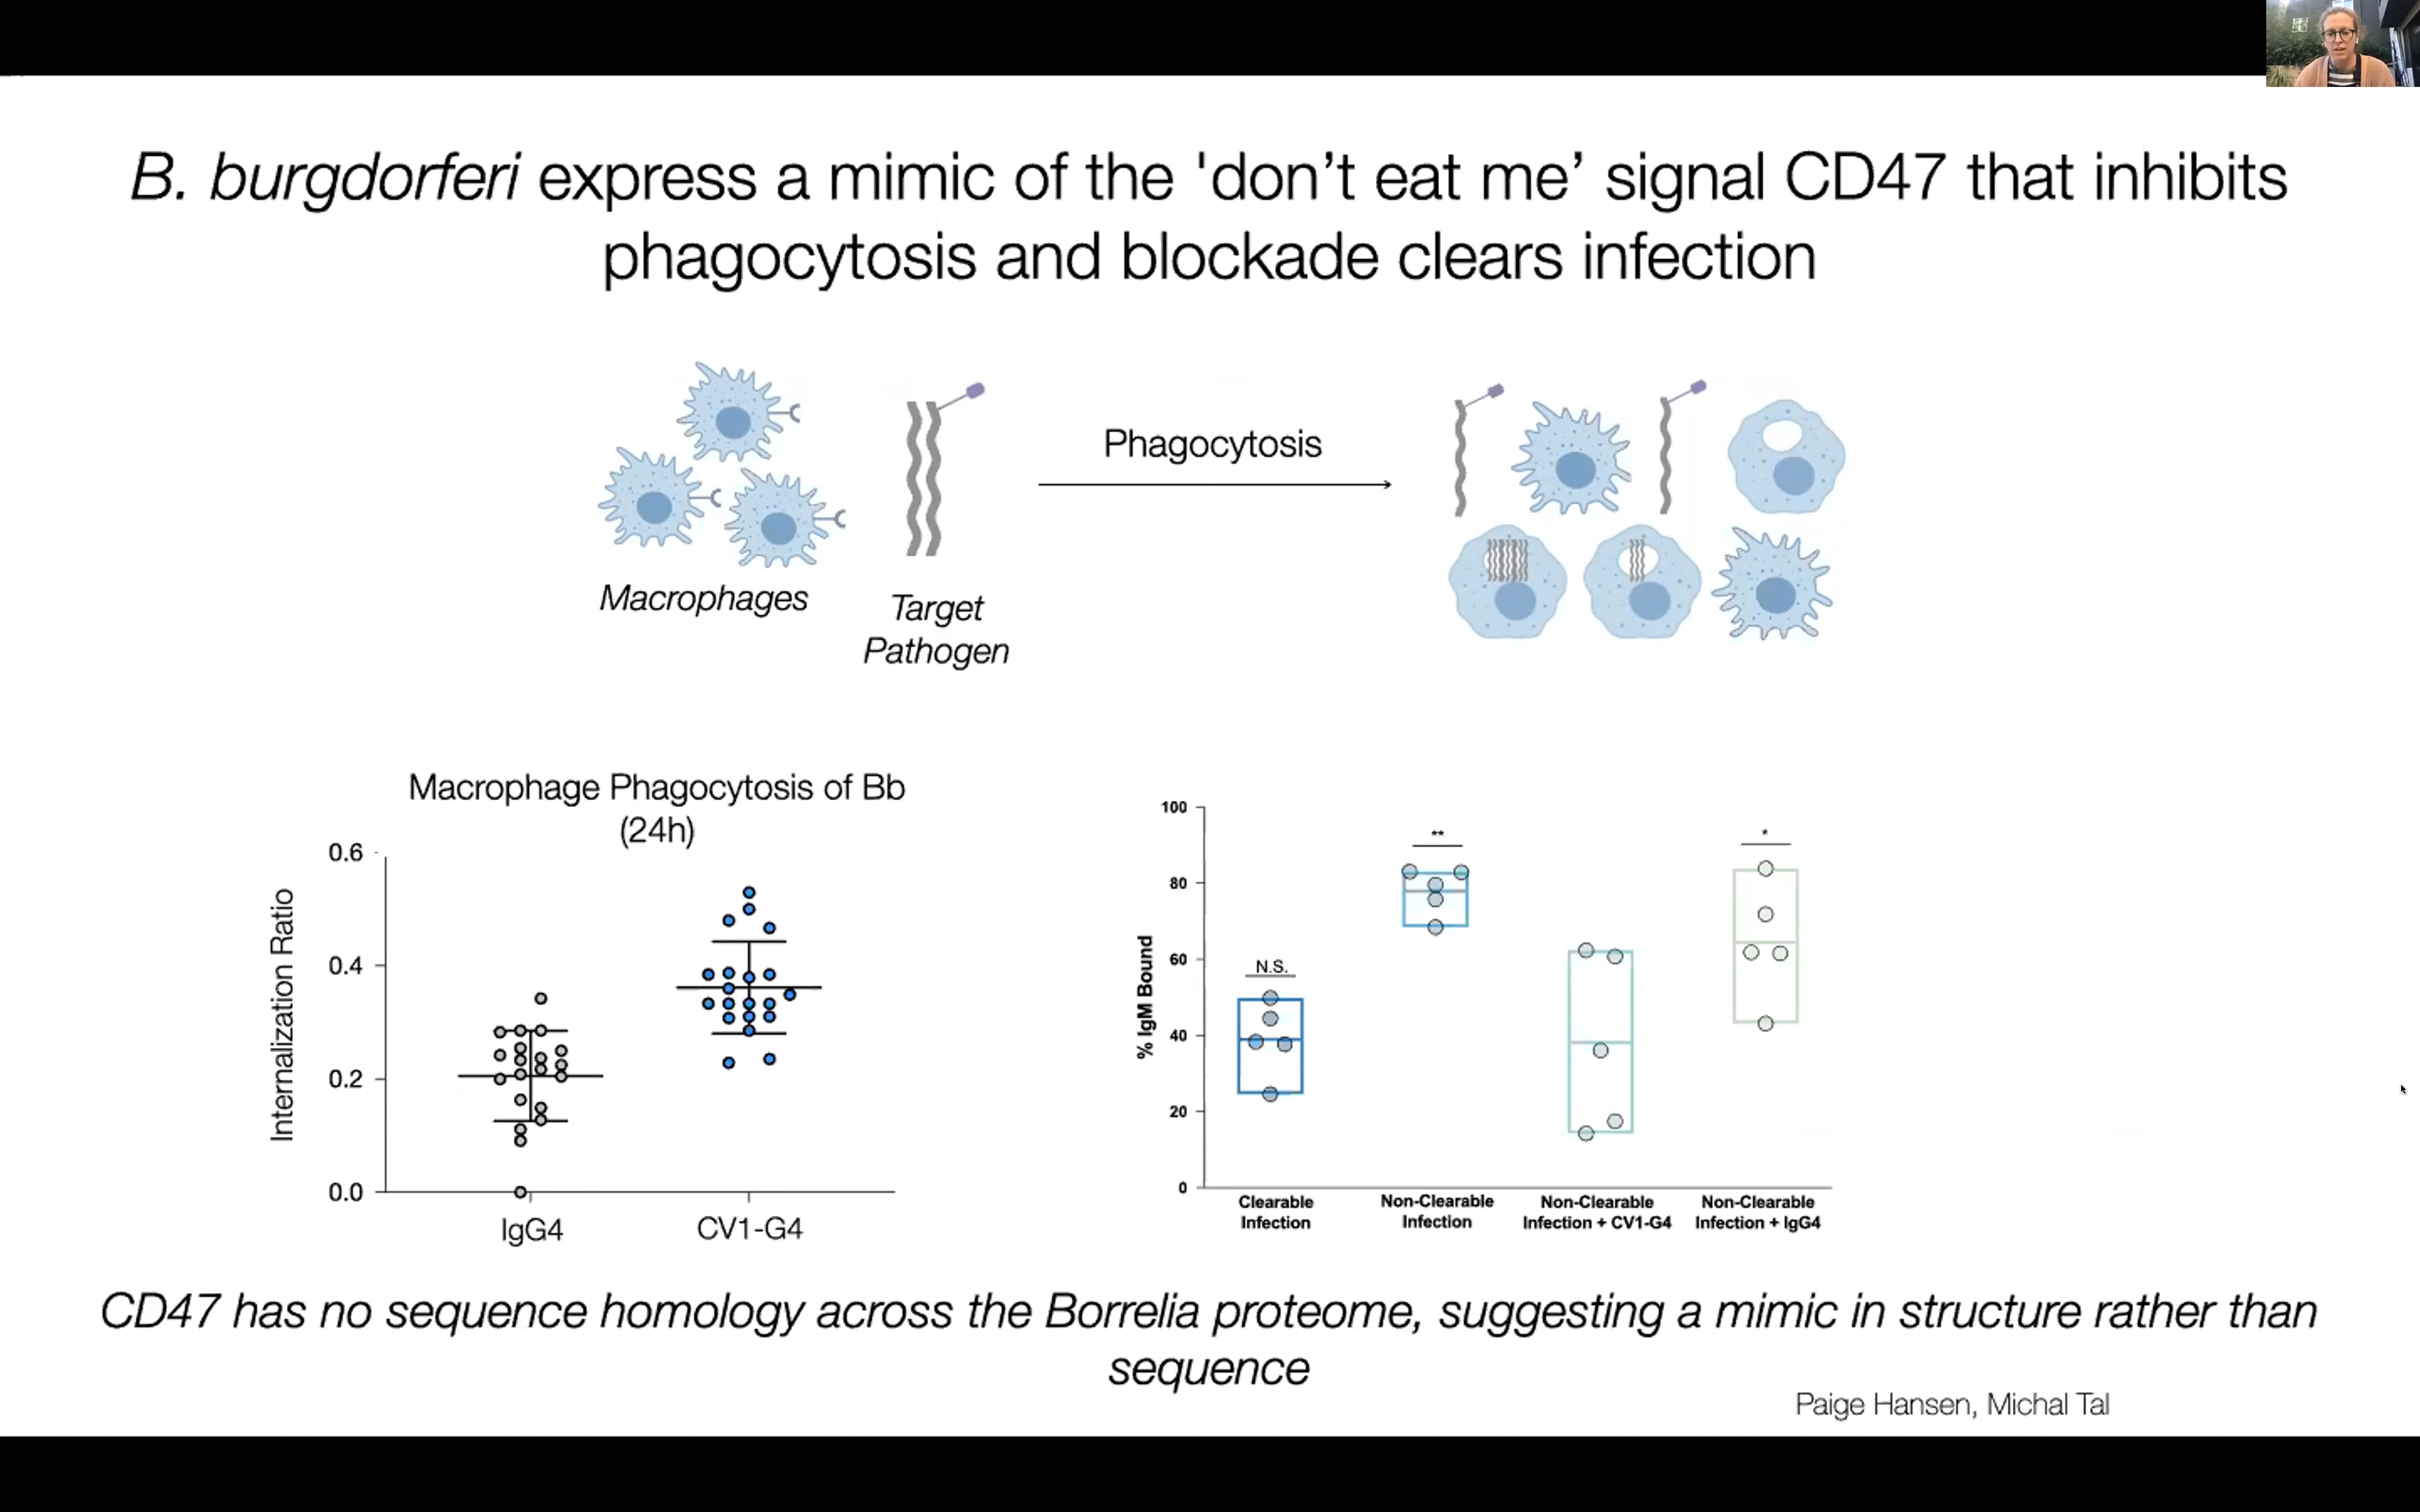 B. burgdorferi express a mimic of the 'don’t eat me’ signal CD47 that inhibits
phagocytosis and blockade clears infection
Phagocytosis
Macrophages
Target
Pathogen
Macrophage Phagocytosis of Bb
(24h)
Internalization Ratio
0.6
0.4
0.2
0.0
IgG4
CV1-G4
% IgM Bound
100
80
60
40
20
0
N.S.
**
*
Clearable
Infection
Non-Clearable
Infection
Non-Clearable
Infection + CV1-G4
Non-Clearable
Infection + IgG4
CD47 has no sequence homology across the Borrelia proteome, suggesting a mimic in structure rather than
sequence
Paige Hansen, Michal Tal